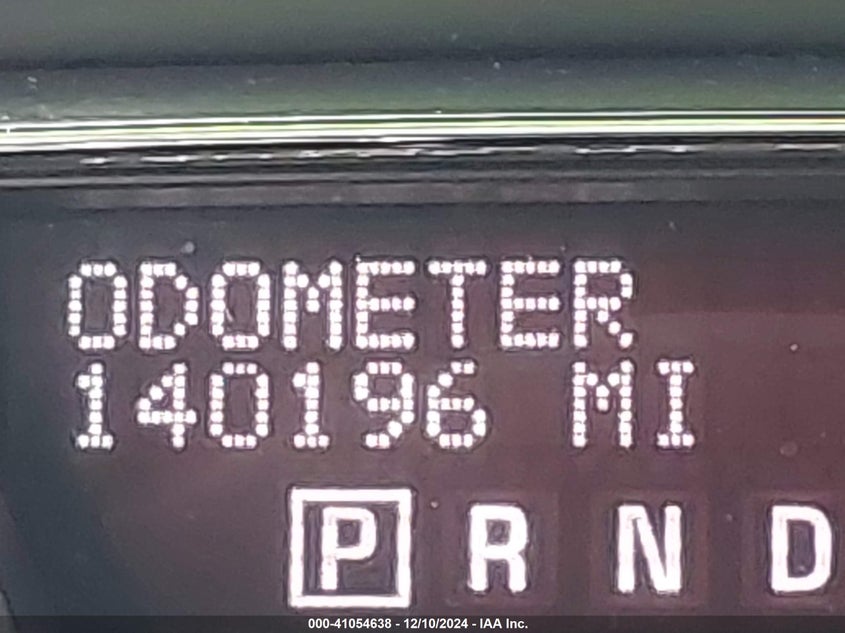 ODOMETER
140196 MI
P R N D
000-41054638 - 12/10/2024 - IAA Inc.